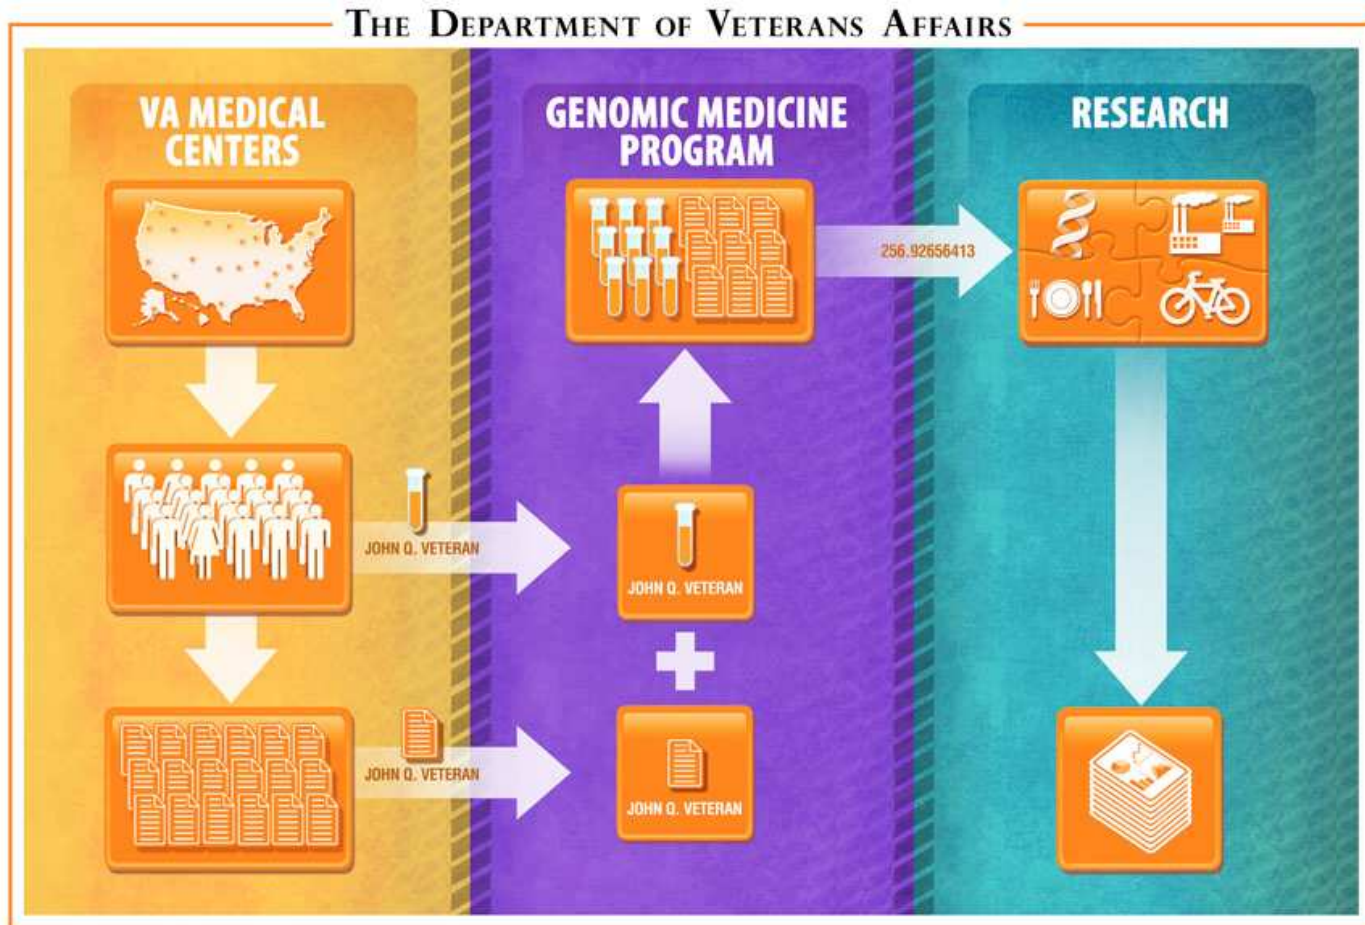 THE DEPARTMENT OF VETERANS AFFAIRS
VA MEDICAL
CENTERS
JOHN Q. VETERAN
JOHN Q. VETERAN
GENOMIC MEDICINE
PROGRAM
256.92656413
JOHN Q. VETERAN
JOHN Q. VETERAN
RESEARCH